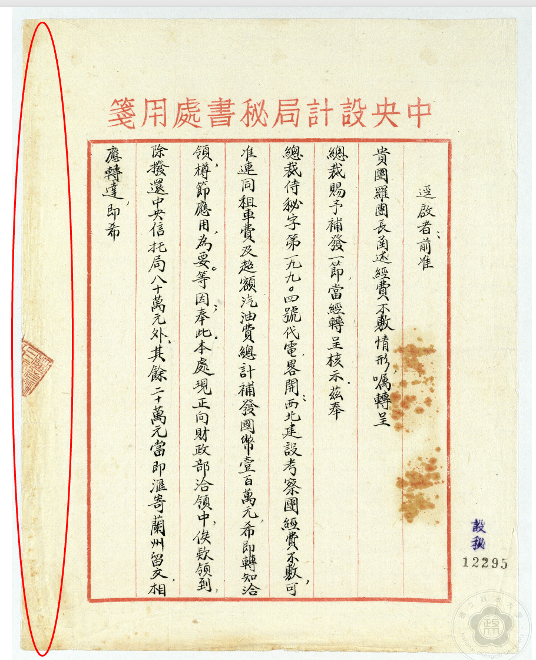 中央設計局秘書處用箋
逕啟者：前准
貴團羅團長函述經費不敷情形，囑轉呈
總裁賜予補發一節，當經轉呈核示。茲奉
總裁侍秘字第一九九〇四號代電畧開：西北建設考察團經費不敷，可
准連同租車費及超額汽油費總計補發國幣壹百萬元，希即轉知洽
領，樽節應用，為妥。等因；奉此。本處現正向財政部洽領中，俟欵領到，
除撥還中央信托局八十萬元外，其餘二十萬元當即滙寄蘭州留交。相
應轉達，即希
設秘
12295